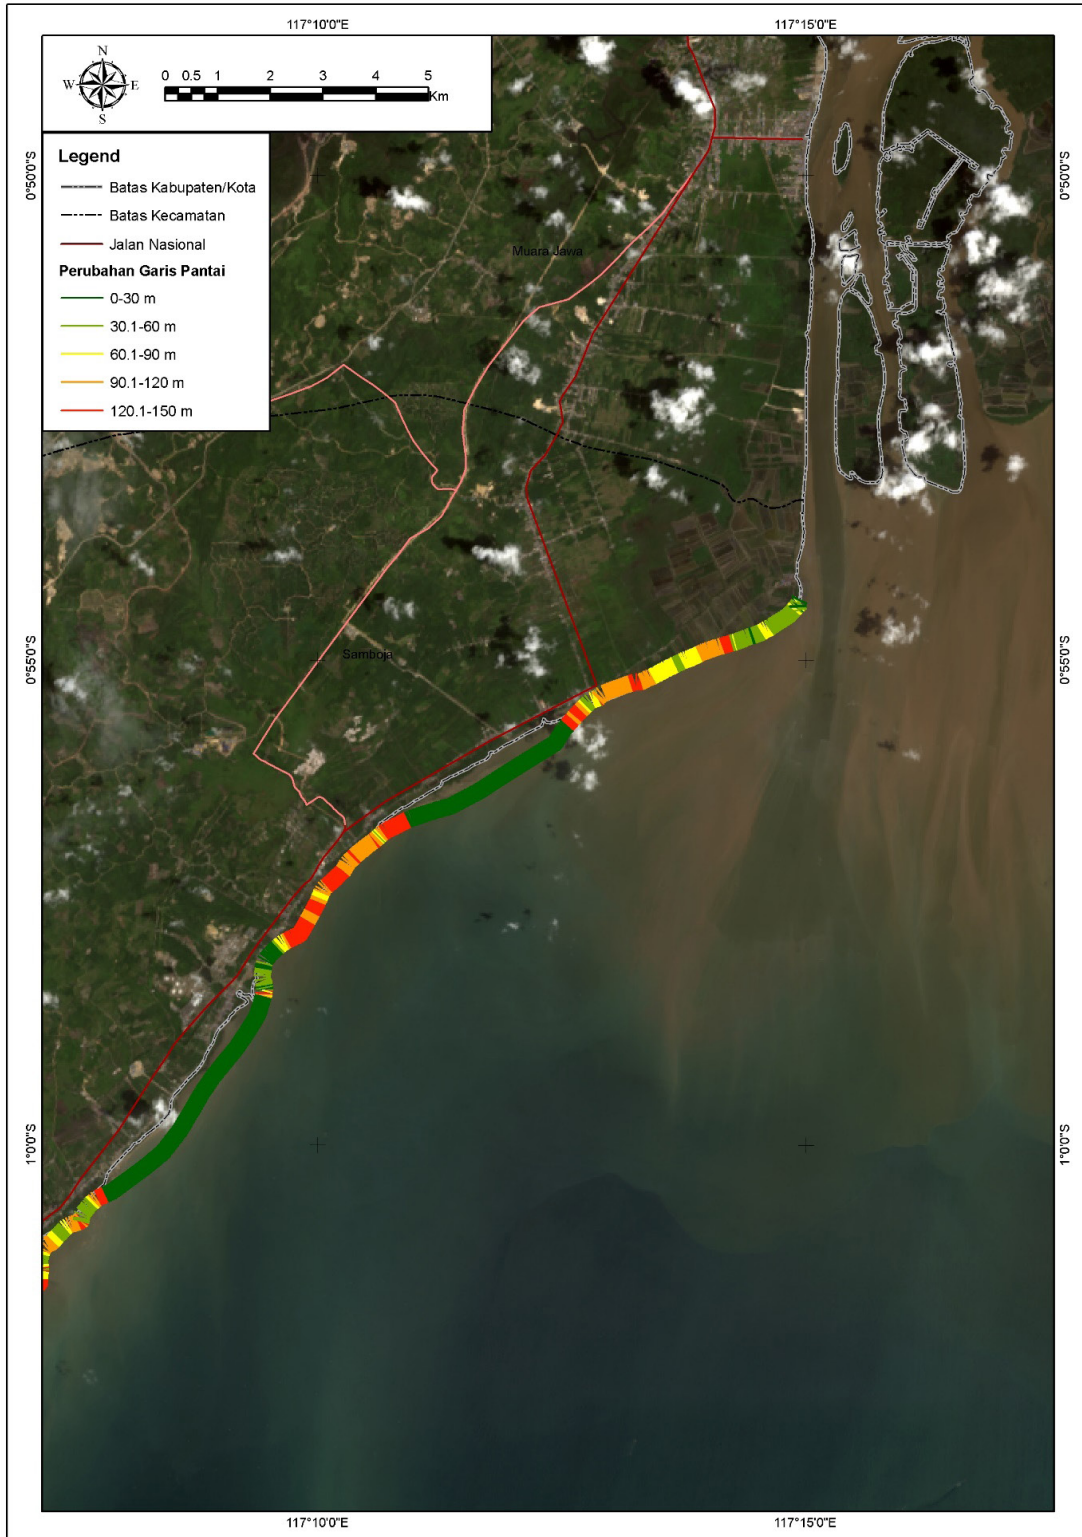 117°10'0"E 117°15'0"E
N
W E
S
0 0.5 1 2 3 4 5
Km
Legend
Batas Kabupaten/Kota
Batas Kecamatan
Jalan Nasional
Perubahan Garis Pantai
0-30 m
30.1-60 m
60.1-90 m
90.1-120 m
120.1-150 m
0°50'0"S 0°50'0"S
Muara Jawa
Samboja
0°55'0"S 0°55'0"S
1°0'0"S 1°0'0"S
117°10'0"E 117°15'0"E